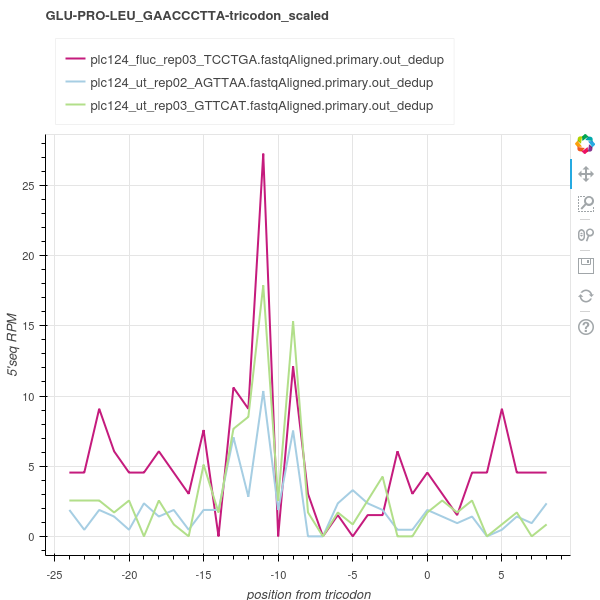 GLU-PRO-LEU_GAACCCTTA-tricodon_scaled
plc124_fluc_rep03_TCCTGA.fastqAligned.primary.out_dedup
plc124_ut_rep02_AGTTAA.fastqAligned.primary.out_dedup
plc124_ut_rep03_GTTCAT.fastqAligned.primary.out_dedup
25
20
15
10
5
0
5'seq RPM
-25 -20 -15 -10 -5 0 5
position from tricodon